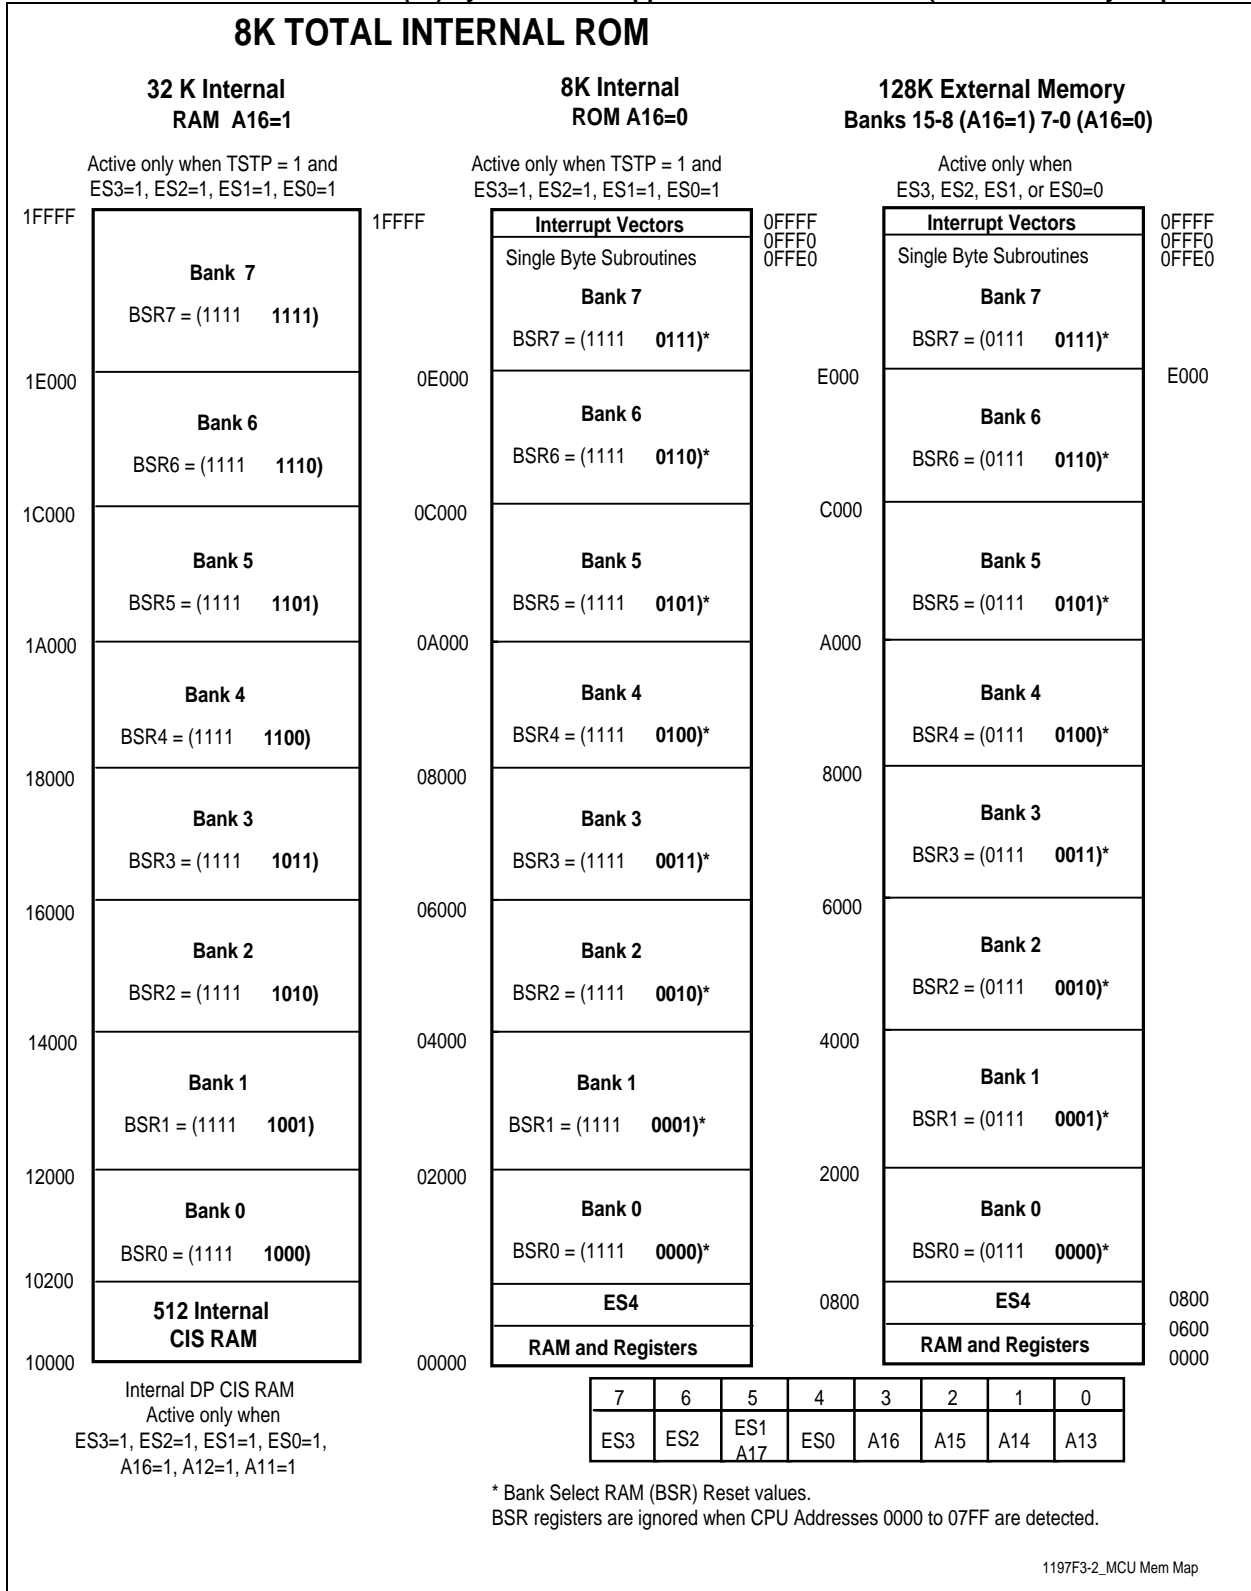 8K TOTAL INTERNAL ROM
32 K Internal
RAM A16=1
Active only when TSTP = 1 and
ES3=1, ES2=1, ES1=1, ES0=1
1FFFF
1FFFF
Bank 7
BSR7 = (1111 1111)
1E000
Bank 6
BSR6 = (1111 1110)
1C000
Bank 5
BSR5 = (1111 1101)
1A000
Bank 4
BSR4 = (1111 1100)
18000
Bank 3
BSR3 = (1111 1011)
16000
Bank 2
BSR2 = (1111 1010)
14000
Bank 1
BSR1 = (1111 1001)
12000
Bank 0
BSR0 = (1111 1000)
10200
512 Internal
CIS RAM
10000
Internal DP CIS RAM
Active only when
ES3=1, ES2=1, ES1=1, ES0=1,
A16=1, A12=1, A11=1
8K Internal
ROM A16=0
Active only when TSTP = 1 and
ES3=1, ES2=1, ES1=1, ES0=1
Interrupt Vectors
0FFFF
0FFF0
0FFE0
Single Byte Subroutines
Bank 7
BSR7 = (1111 0111)*
0E000
Bank 6
BSR6 = (1111 0110)*
0C000
Bank 5
BSR5 = (1111 0101)*
0A000
Bank 4
BSR4 = (1111 0100)*
08000
Bank 3
BSR3 = (1111 0011)*
06000
Bank 2
BSR2 = (1111 0010)*
04000
Bank 1
BSR1 = (1111 0001)*
02000
Bank 0
BSR0 = (1111 0000)*
ES4
RAM and Registers
00000
128K External Memory
Banks 15-8 (A16=1) 7-0 (A16=0)
Active only when
ES3, ES2, ES1, or ES0=0
Interrupt Vectors
0FFFF
0FFF0
0FFE0
Single Byte Subroutines
Bank 7
BSR7 = (0111 0111)*
E000
E000
Bank 6
BSR6 = (0111 0110)*
C000
Bank 5
BSR5 = (0111 0101)*
A000
Bank 4
BSR4 = (0111 0100)*
8000
Bank 3
BSR3 = (0111 0011)*
6000
Bank 2
BSR2 = (0111 0010)*
4000
Bank 1
BSR1 = (0111 0001)*
2000
Bank 0
BSR0 = (0111 0000)*
0800
ES4
0800
0600
RAM and Registers
0000
7 6 5 4 3 2 1 0
ES3 ES2 ES1 A17 ES0 A16 A15 A14 A13
* Bank Select RAM (BSR) Reset values.
BSR registers are ignored when CPU Addresses 0000 to 07FF are detected.
1197F3-2_MCU Mem Map